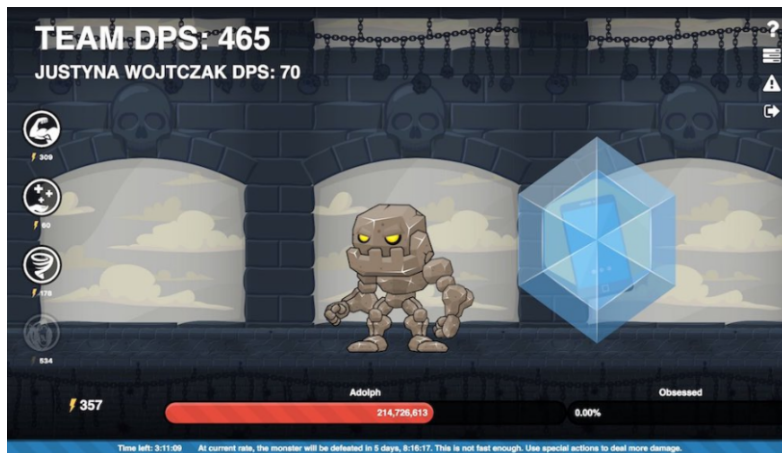 TEAM DPS: 465
JUSTYNA WOJTCZAK DPS: 70
?
309
60
176
534
357
Adolph
Obsessed
214,726,613
0.00%
Time left: 3:11:09 At current rate, the monster will be defeated in 5 days, 8:16:17. This is not fast enough. Use special actions to deal more damage.